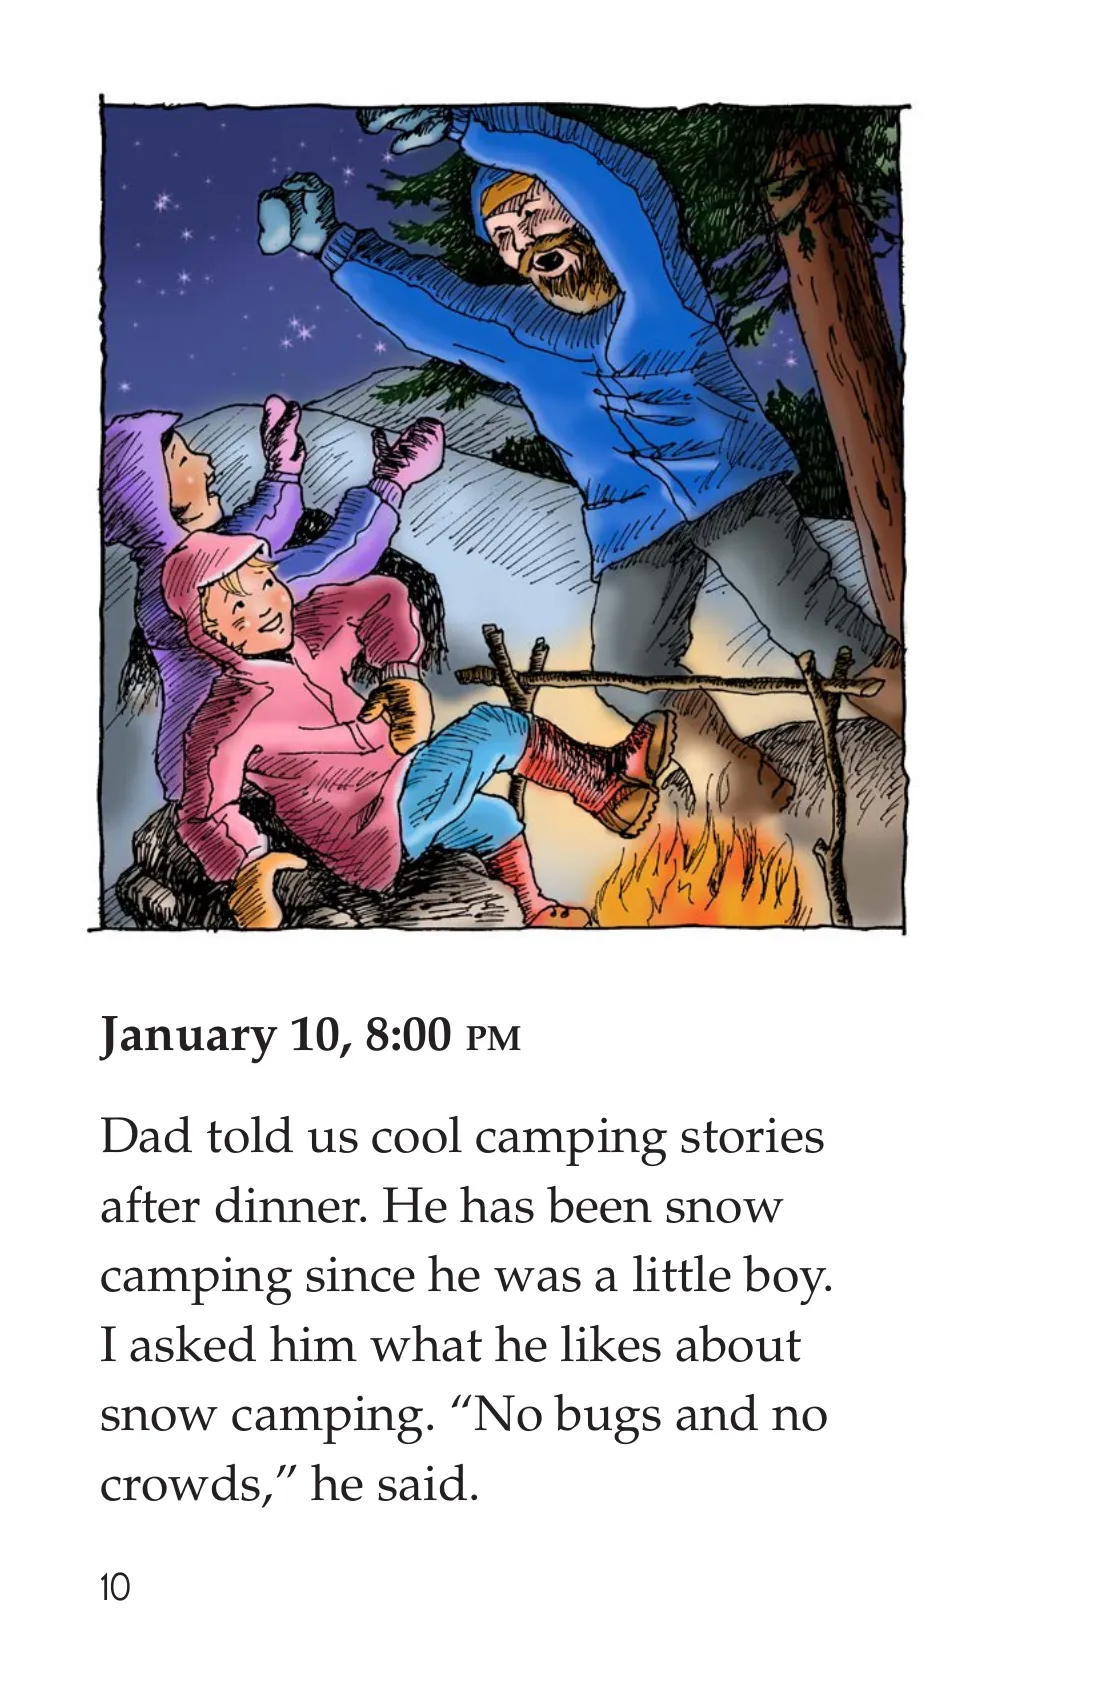 January 10, 8:00 PM
Dad told us cool camping stories
after dinner. He has been snow
camping since he was a little boy.
I asked him what he likes about
snow camping. “No bugs and no
crowds,” he said.
10